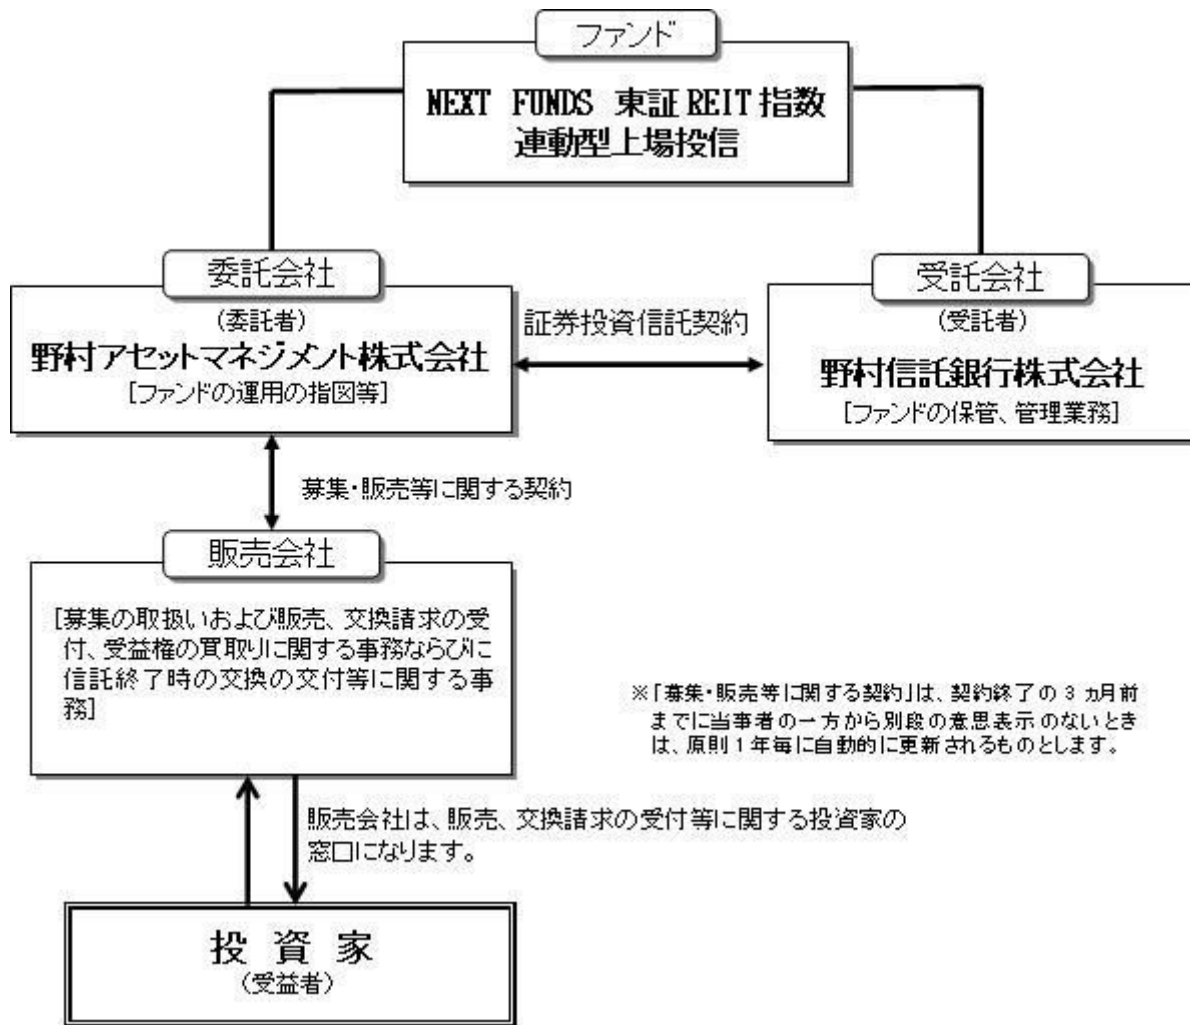 ファンド
NEXT FUNDS 東証REIT指数
連動型上場投信
委託会社
(委託者)
野村アセットマネジメント株式会社
[ファンドの運用の指図等]
証券投資信託契約
受託会社
(受託者)
野村信託銀行株式会社
[ファンドの保管、管理業務]
募集・販売等に関する契約
販売会社
[募集の取扱いおよび販売、交換請求の受
付、受益権の買取りに関する事務ならびに
信託終了時の交換の交付等に関する事
務]
※「募集・販売等に関する契約」は、契約終了の3ヵ月前
までに当事者の一方から別段の意思表示のないとき
は、原則1年毎に自動的に更新されるものとします。
販売会社は、販売、交換請求の受付等に関する投資家の
窓口になります。
投資家
(受益者)